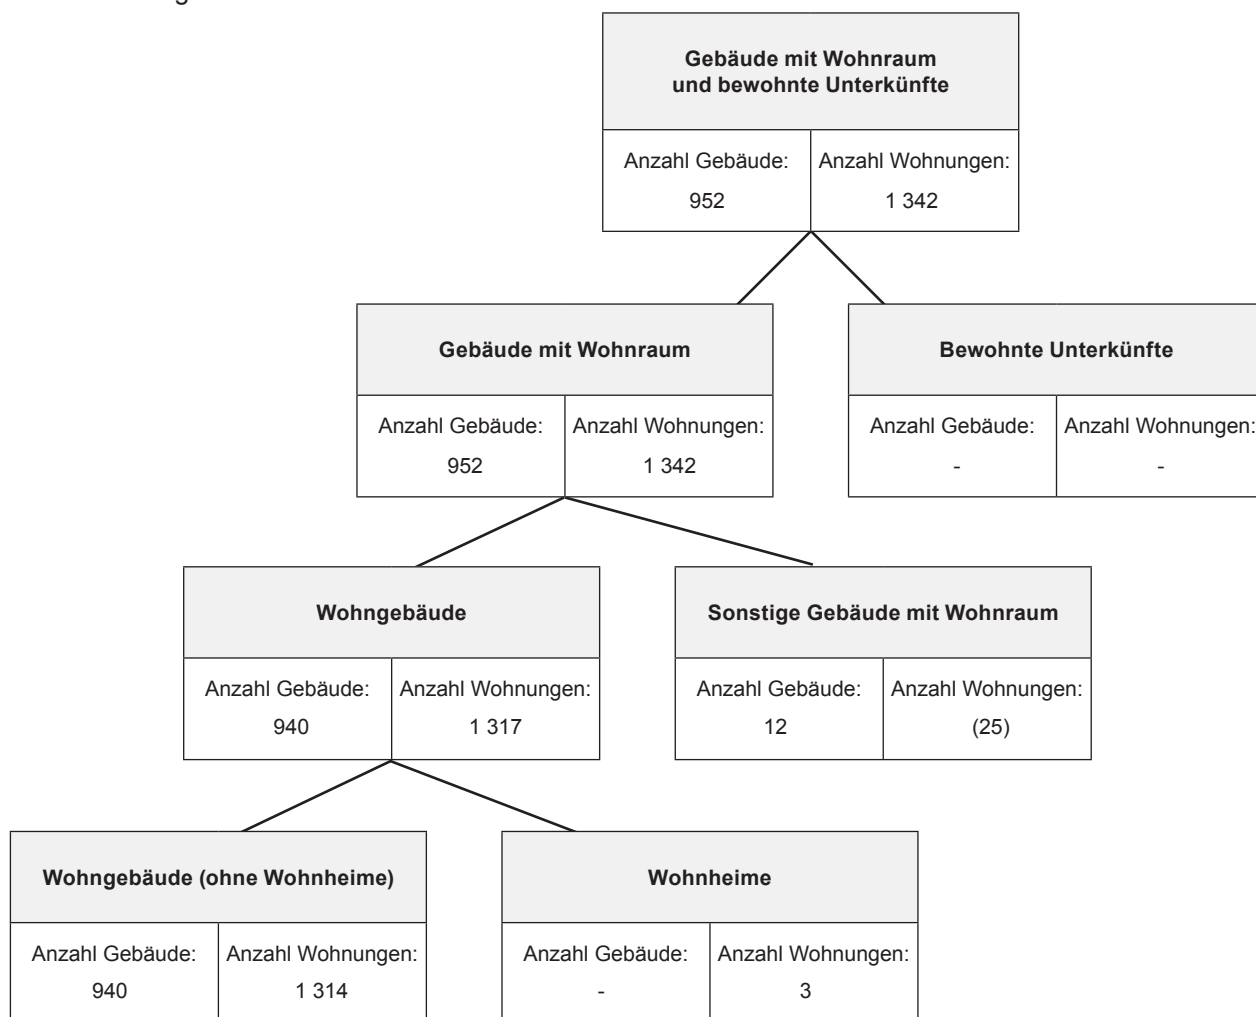 Gebäude mit Wohnraum
und bewohnte Unterkünfte
Anzahl Gebäude:
952
Anzahl Wohnungen:
1 342
Gebäude mit Wohnraum
Anzahl Gebäude:
952
Anzahl Wohnungen:
1 342
Bewohnte Unterkünfte
Anzahl Gebäude:
-
Anzahl Wohnungen:
-
Wohngebäude
Anzahl Gebäude:
940
Anzahl Wohnungen:
1 317
Sonstige Gebäude mit Wohnraum
Anzahl Gebäude:
12
Anzahl Wohnungen:
(25)
Wohngebäude (ohne Wohnheime)
Anzahl Gebäude:
940
Anzahl Wohnungen:
1 314
Wohnheime
Anzahl Gebäude:
-
Anzahl Wohnungen:
3